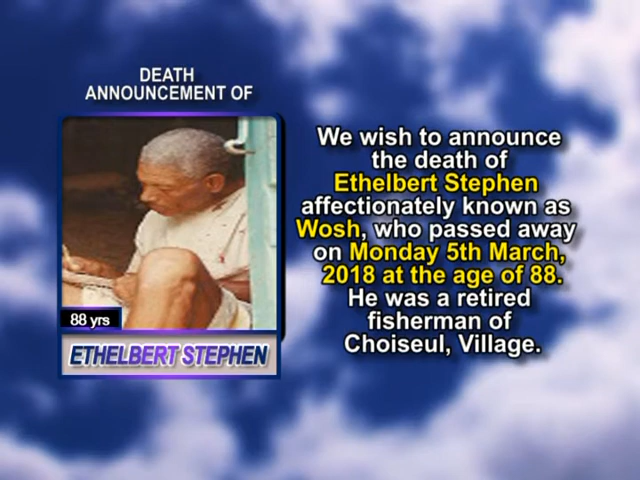 DEATH
ANNOUNCEMENT OF
88 yrs
ETHELBERT STEPHEN
We wish to announce
the death of
Ethelbert Stephen
affectionately known as
Wosh, who passed away
on Monday 5th March,
2018 at the age of 88.
He was a retired
fisherman of
Choiseul, Village.